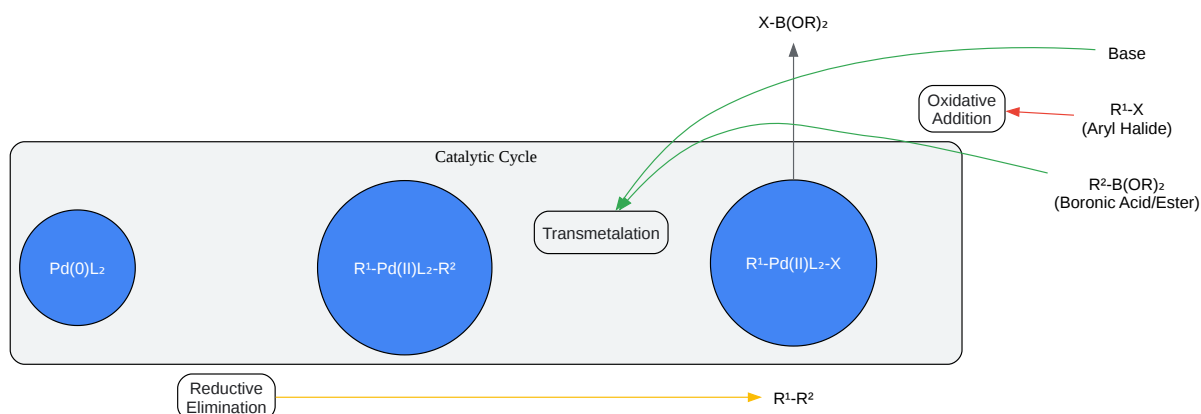 X-B(OR)₂
Base
Oxidative
Addition
R¹-X
(Aryl Halide)
Catalytic Cycle
R²-B(OR)₂
(Boronic Acid/Ester)
Transmetalation
Pd(0)L₂
R¹-Pd(II)L₂-R²
R¹-Pd(II)L₂-X
Reductive
Elimination
R¹-R²